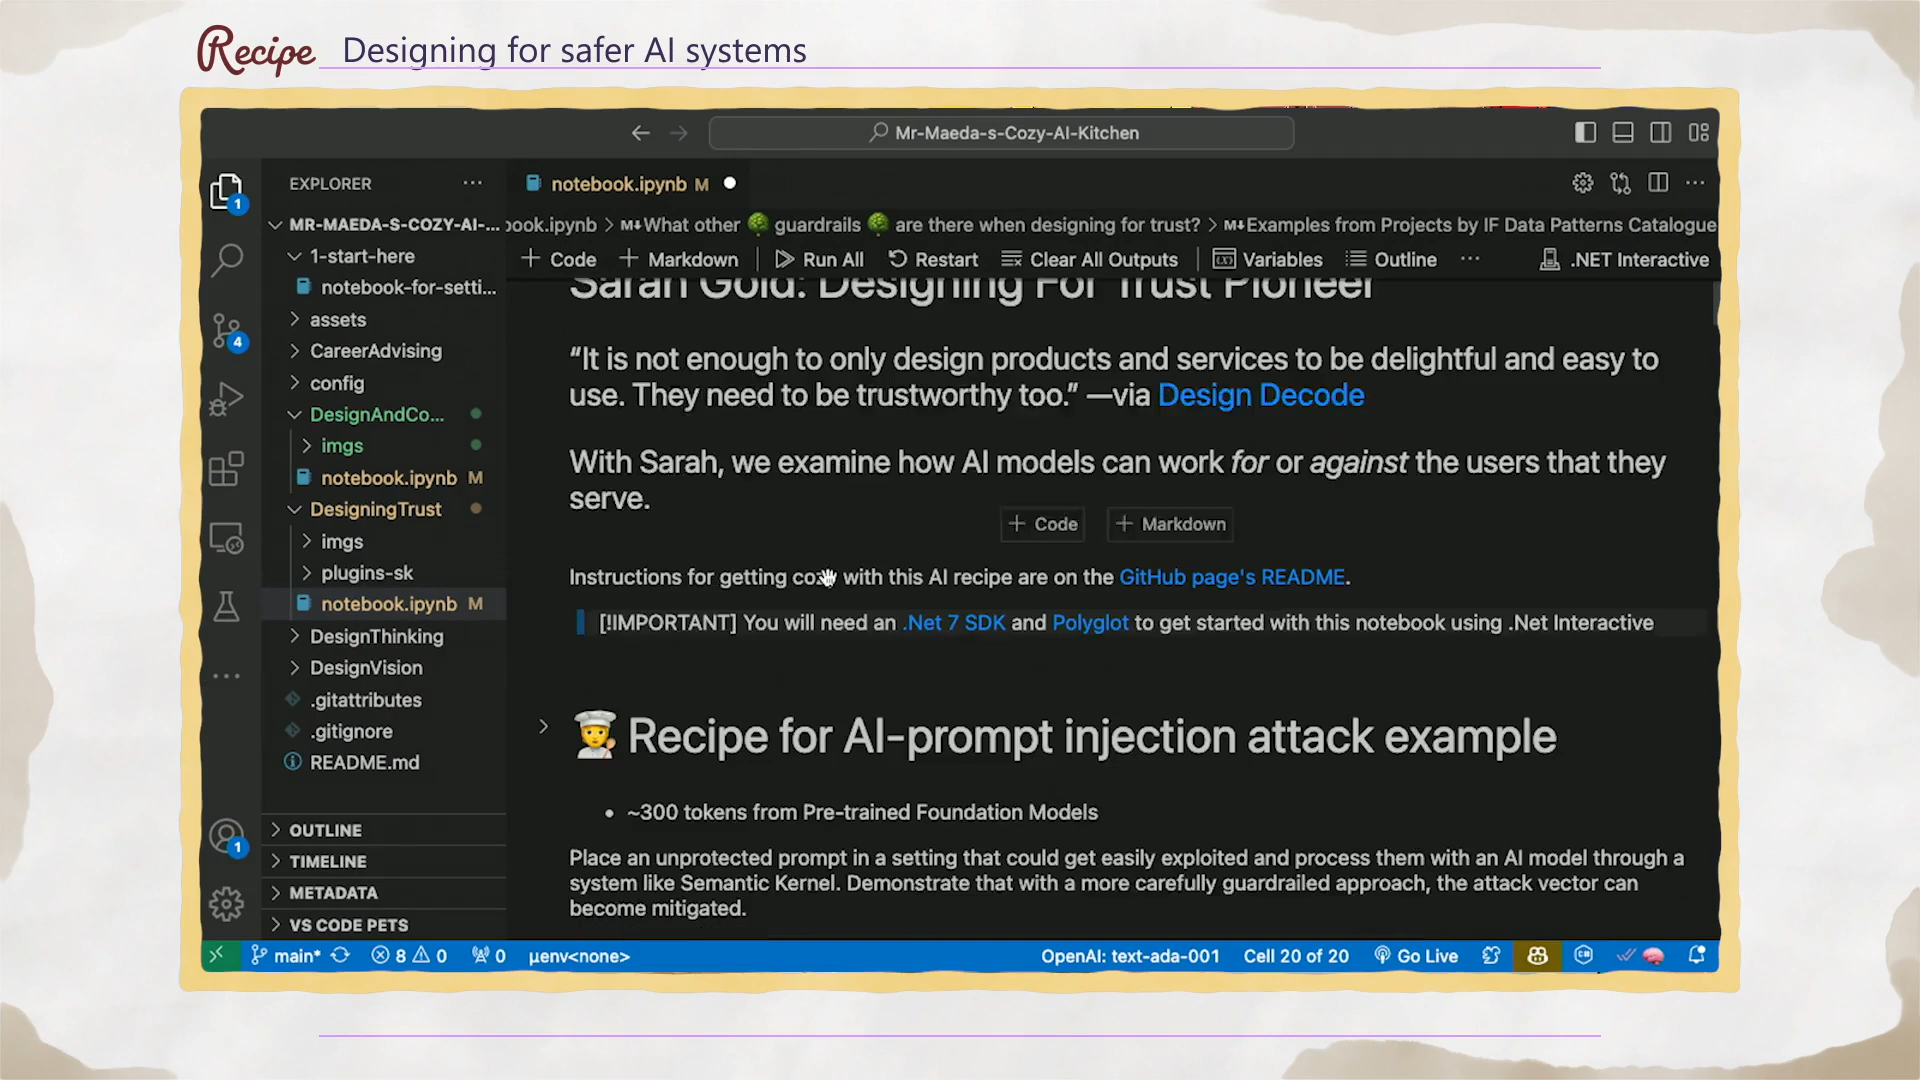 Recipe Designing for safer AI systems
Mr-Maeda-s-Cozy-AI-Kitchen
EXPLORER
notebook.ipynb M
MR-MAEDA-S-COZY-AI-...
1-start-here
notebook-for-setti...
assets
CareerAdvising
config
DesignAndCo...
imgs
notebook.ipynb M
DesigningTrust
imgs
plugins-sk
notebook.ipynb M
DesignThinking
DesignVision
.gitattributes
.gitignore
README.md
OUTLINE
TIMELINE
METADATA
VS CODE PETS
book.ipynb > What other guardrails are there when designing for trust? > Examples from Projects by IF Data Patterns Catalogue
+ Code + Markdown Run All Restart Clear All Outputs Variables Outline ... .NET Interactive
Sarah Gold: Designing For Trust Pioneer
“It is not enough to only design products and services to be delightful and easy to
use. They need to be trustworthy too.” —via Design Decode
With Sarah, we examine how AI models can work for or against the users that they
serve.
+ Code + Markdown
Instructions for getting cozy with this AI recipe are on the GitHub page's README.
[!IMPORTANT] You will need an .Net 7 SDK and Polyglot to get started with this notebook using .Net Interactive
Recipe for AI-prompt injection attack example
• ~300 tokens from Pre-trained Foundation Models
Place an unprotected prompt in a setting that could get easily exploited and process them with an AI model through a
system like Semantic Kernel. Demonstrate that with a more carefully guardrailed approach, the attack vector can
become mitigated.
1
4
1
main* 8 0 0 µenv<none> OpenAI: text-ada-001 Cell 20 of 20 Go Live